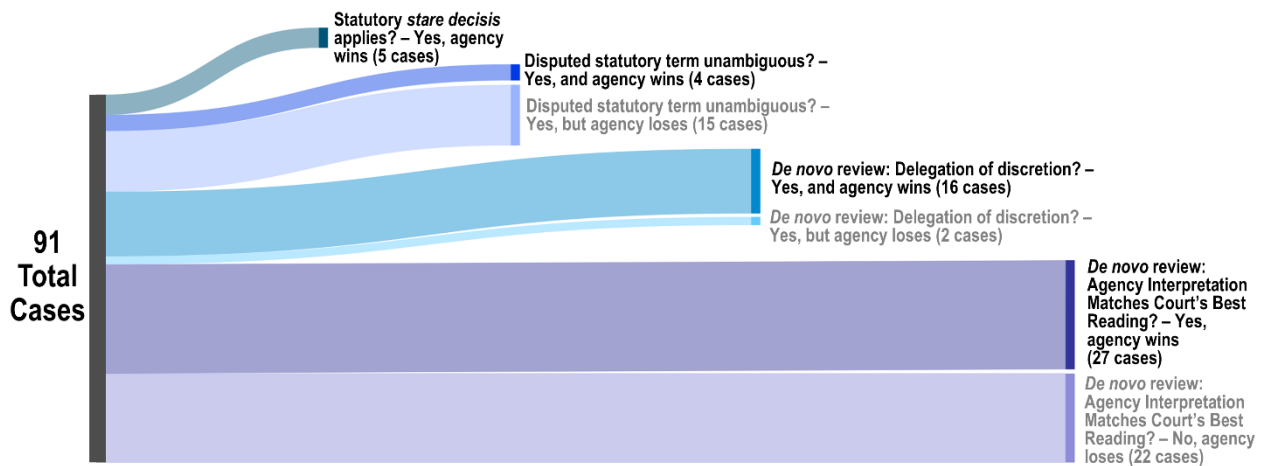 Statutory stare decisis
applies? – Yes, agency
wins (5 cases)
Disputed statutory term unambiguous? –
Yes, and agency wins (4 cases)
Disputed statutory term unambiguous? –
Yes, but agency loses (15 cases)
De novo review: Delegation of discretion? –
Yes, and agency wins (16 cases)
De novo review: Delegation of discretion? –
Yes, but agency loses (2 cases)
91
Total
Cases
De novo review:
Agency Interpretation
Matches Court’s Best
Reading? – Yes,
agency wins
(27 cases)
De novo review:
Agency Interpretation
Matches Court’s Best
Reading? – No, agency
loses (22 cases)